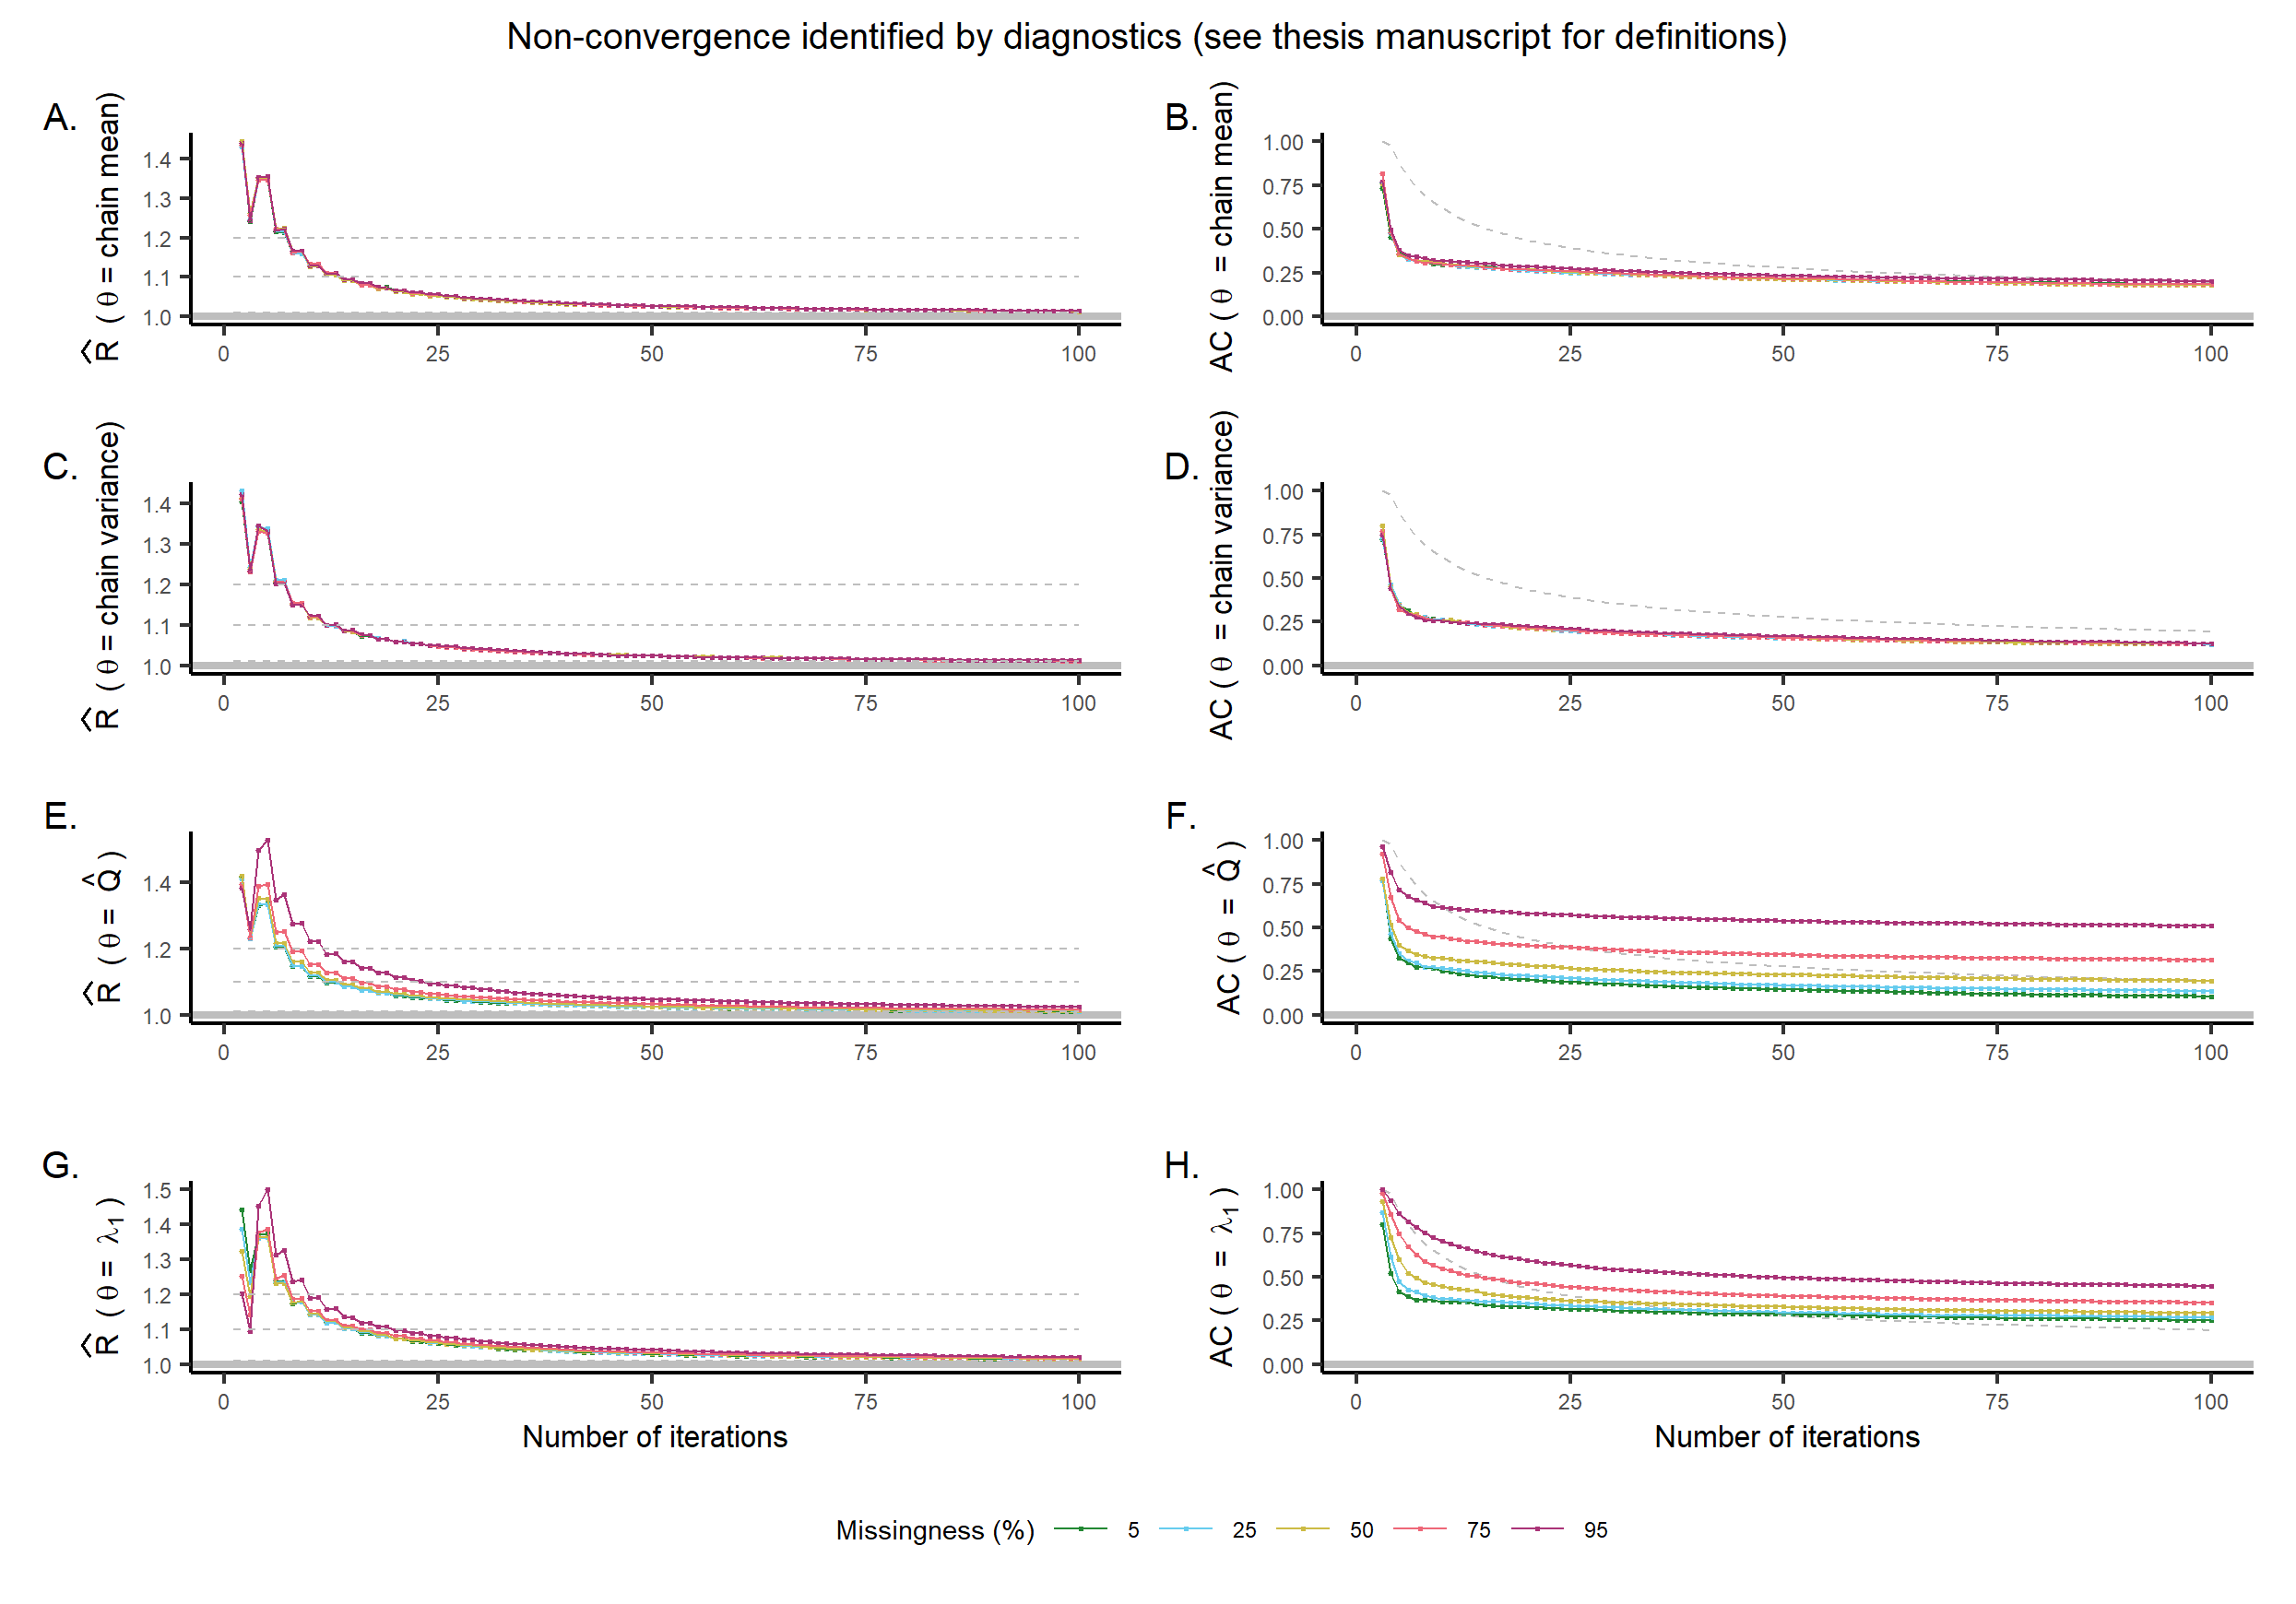 Non-convergence identified by diagnostics (see thesis manuscript for definitions)
A.
R̂ ( θ = chain mean)
1.4
1.3
1.2
1.1
1.0
0 25 50 75 100
B.
AC ( θ = chain mean)
1.00
0.75
0.50
0.25
0.00
0 25 50 75 100
C.
R̂ ( θ = chain variance)
1.4
1.3
1.2
1.1
1.0
0 25 50 75 100
D.
AC ( θ = chain variance)
1.00
0.75
0.50
0.25
0.00
0 25 50 75 100
E.
R̂ ( θ = Q̂ )
1.4
1.2
1.0
0 25 50 75 100
F.
AC ( θ = Q̂ )
1.00
0.75
0.50
0.25
0.00
0 25 50 75 100
G.
R̂ ( θ = λ₁ )
1.5
1.4
1.3
1.2
1.1
1.0
0 25 50 75 100
Number of iterations
H.
AC ( θ = λ₁ )
1.00
0.75
0.50
0.25
0.00
0 25 50 75 100
Number of iterations
Missingness (%) 5 25 50 75 95